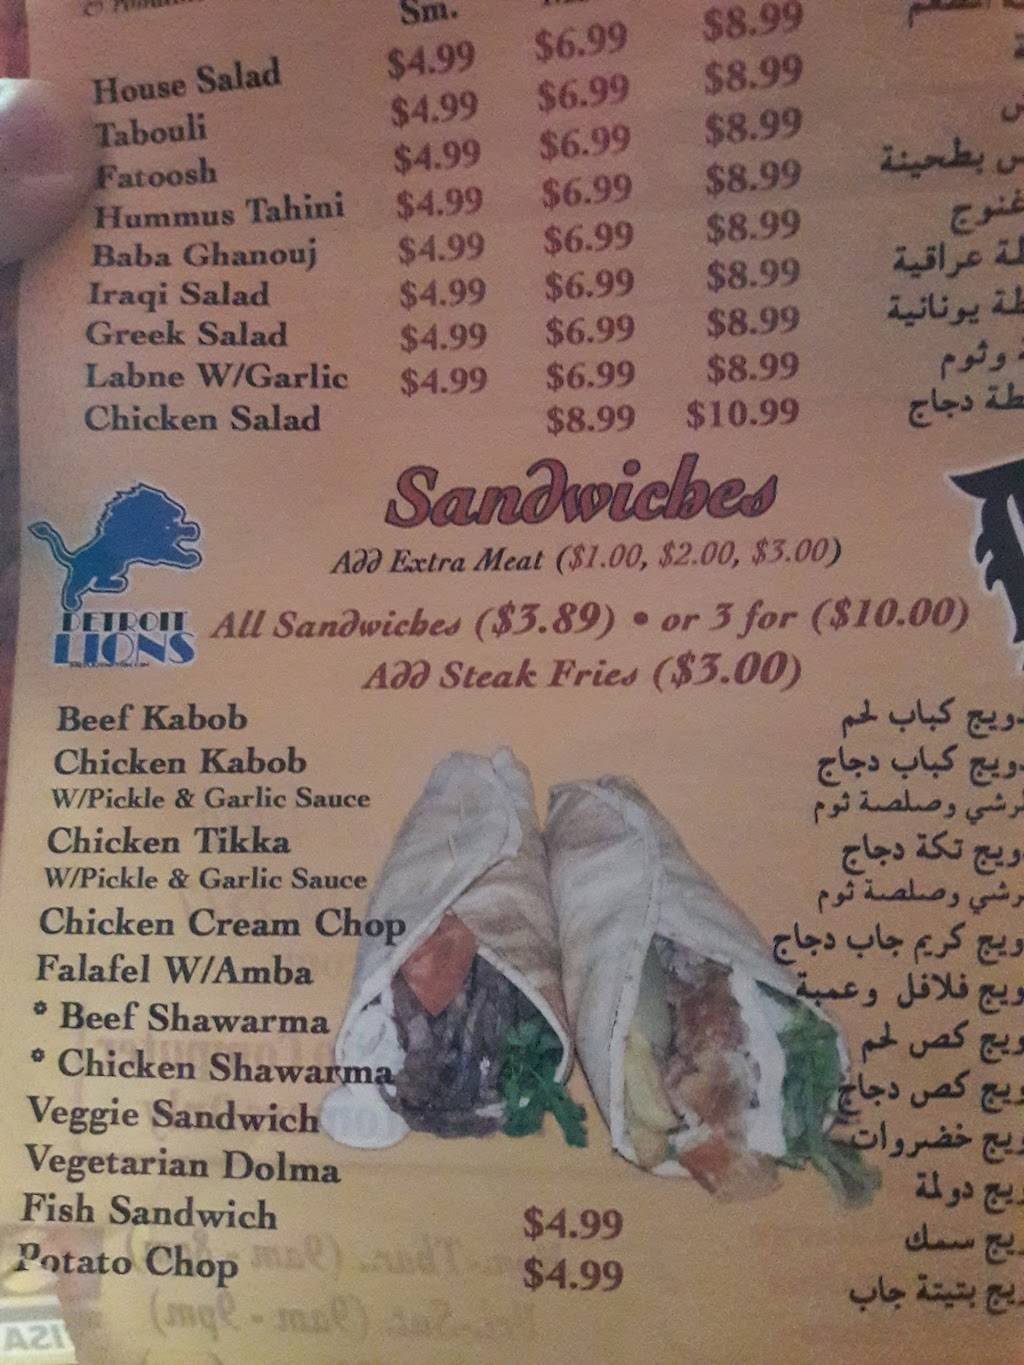 Sm.
House Salad $4.99 $6.99 $8.99
Tabouli $4.99 $6.99 $8.99
Fatoosh $4.99 $6.99 $8.99
Hummus Tahini $4.99 $6.99 $8.99 بطحينة
Baba Ghanouj $4.99 $6.99 $8.99
Iraqi Salad $4.99 $6.99 $8.99 عراقية
Greek Salad $4.99 $6.99 $8.99 يونانية
Labne W/Garlic $4.99 $6.99 $8.99 وثوم
Chicken Salad $8.99 $10.99 دجاج
Sandwiches
Add Extra Meat ($1.00, $2.00, $3.00)
DETROIT
LIONS
All Sandwiches ($3.89) • or 3 for ($10.00)
Add Steak Fries ($3.00)
Beef Kabob كباب لحم
Chicken Kabob كباب دجاج
W/Pickle & Garlic Sauce وصلصة ثوم
Chicken Tikka تكة دجاج
W/Pickle & Garlic Sauce وصلصة ثوم
Chicken Cream Chop كريم جاب دجاج
Falafel W/Amba فلافل وعمبة
* Beef Shawarma كص لحم
* Chicken Shawarma كص دجاج
Veggie Sandwich خضروات
Vegetarian Dolma دولمة
Fish Sandwich $4.99 سمك
Potato Chop $4.99 بتيتة جاب